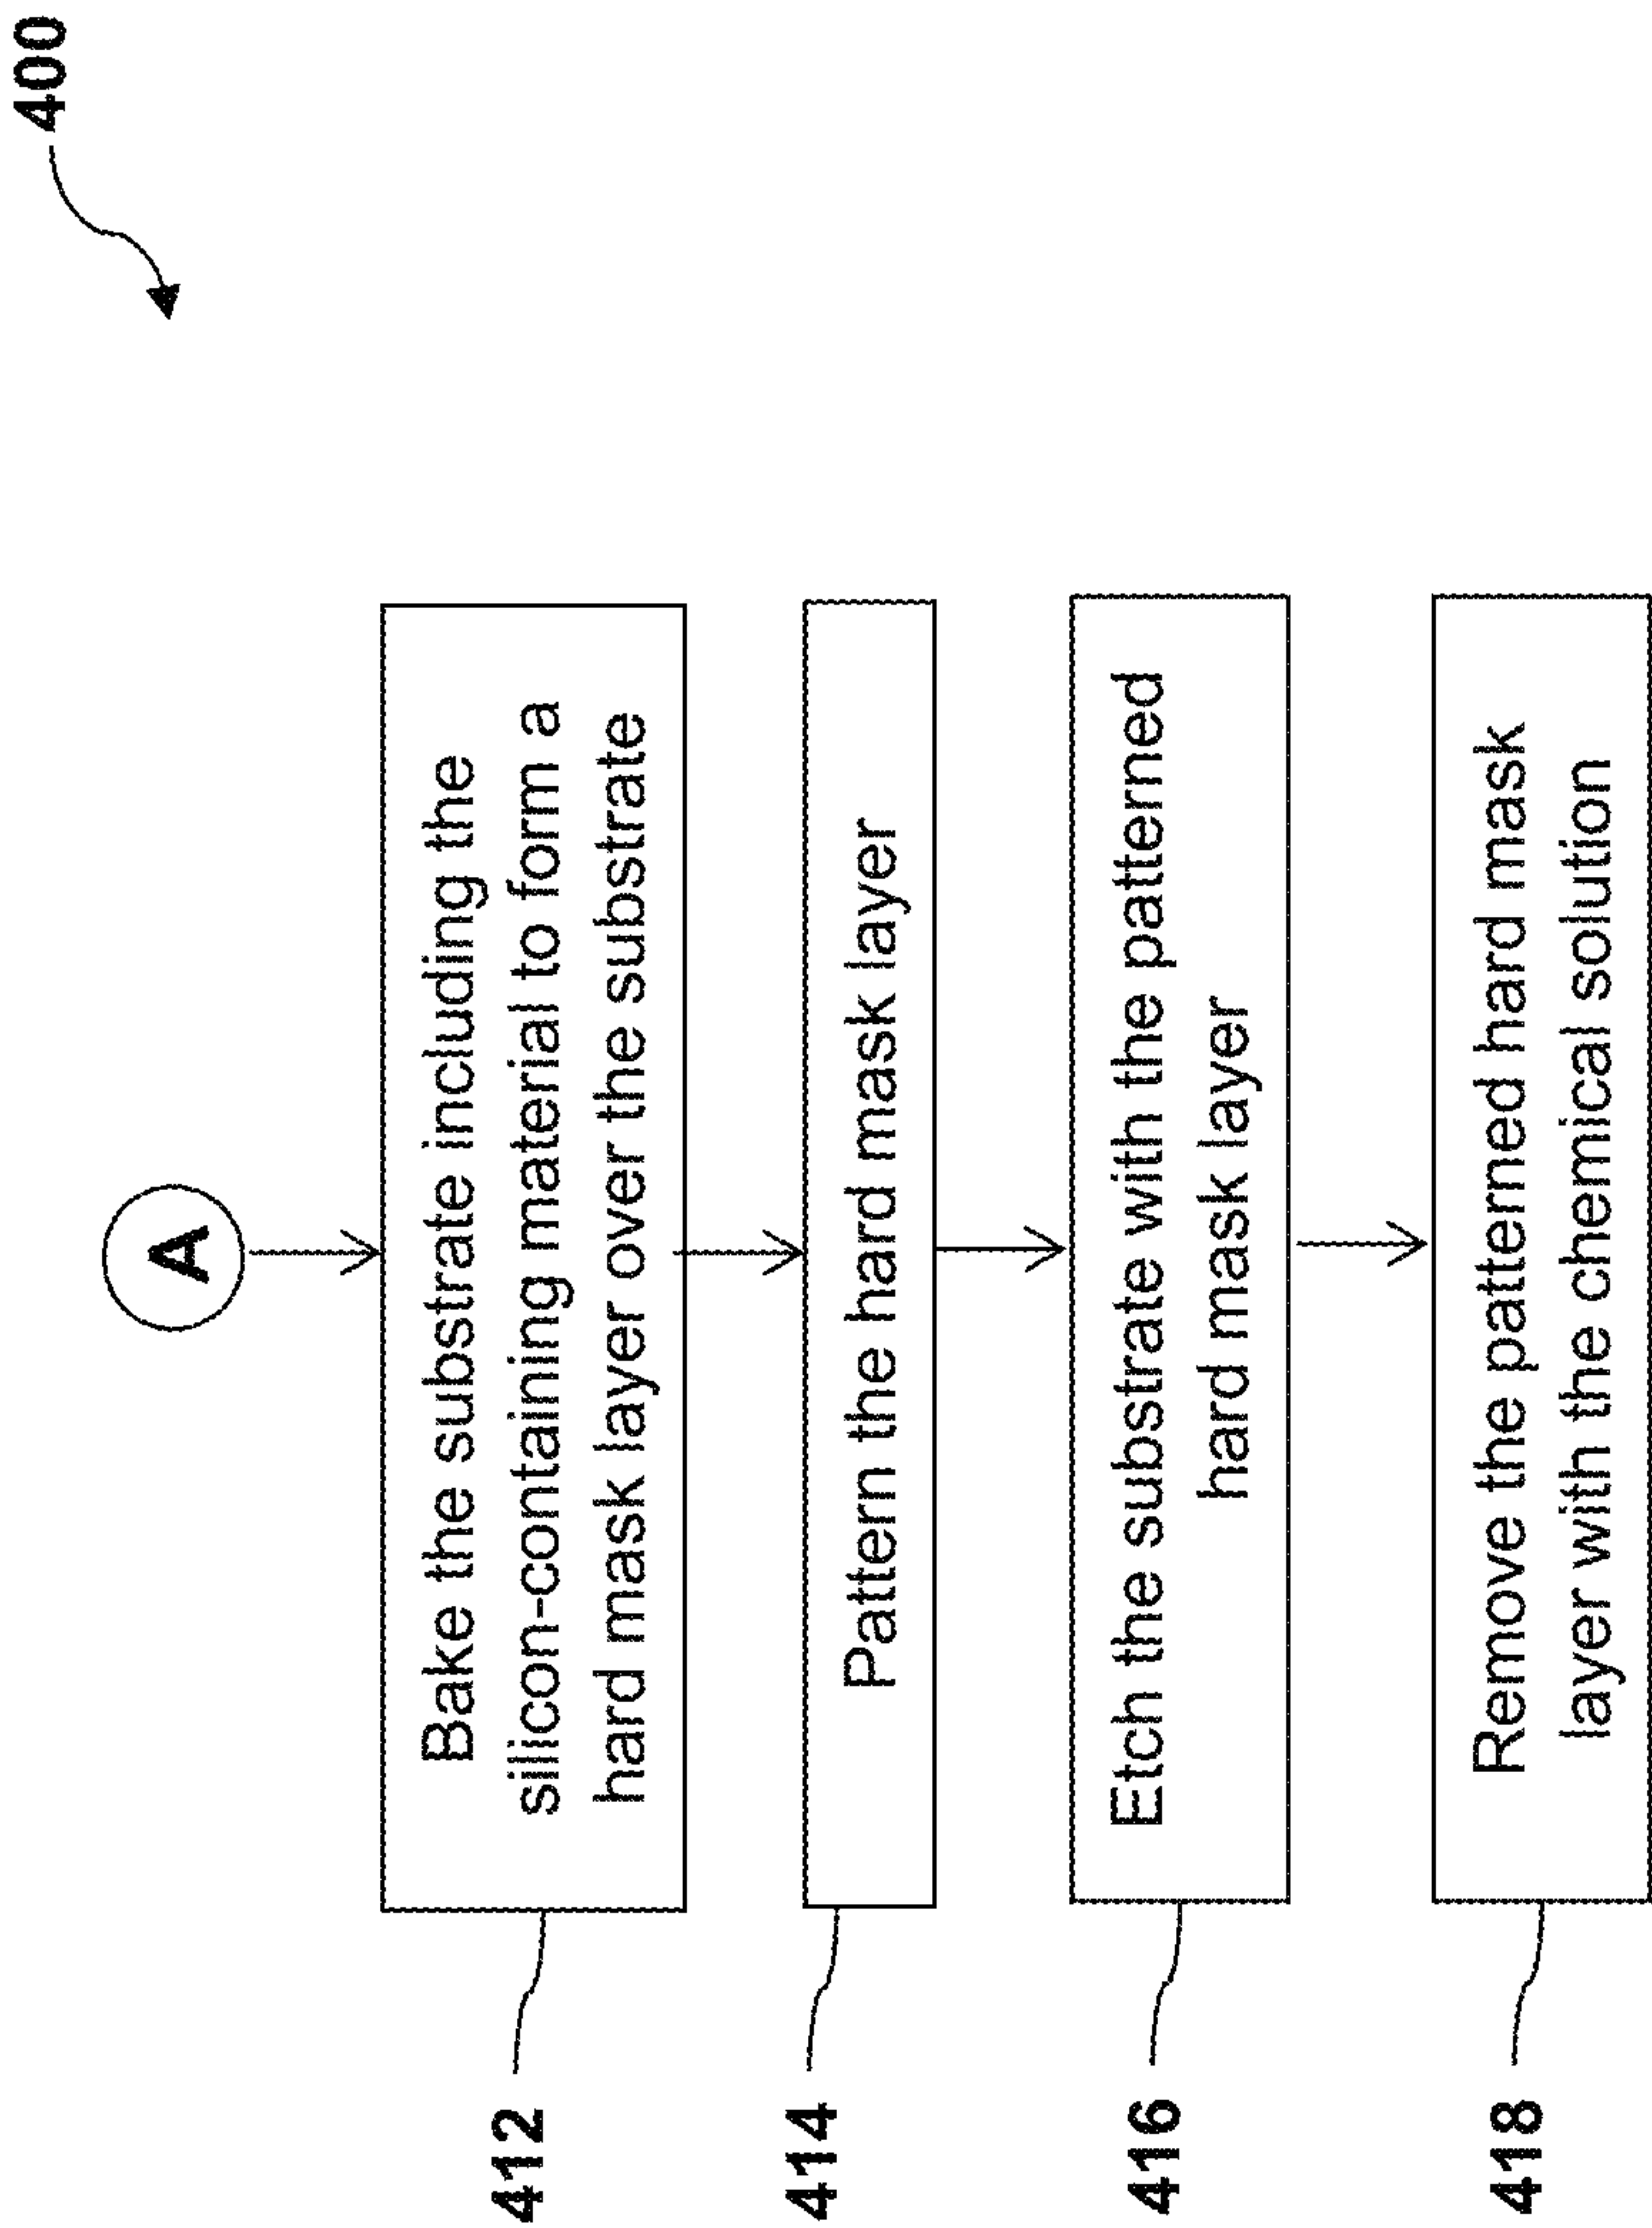 400
A
412
Bake the substrate including the
silicon-containing material to form a
hard mask layer over the substrate
414
Pattern the hard mask layer
416
Etch the substrate with the patterned
hard mask layer
418
Remove the patterned hard mask
layer with the chemical solution